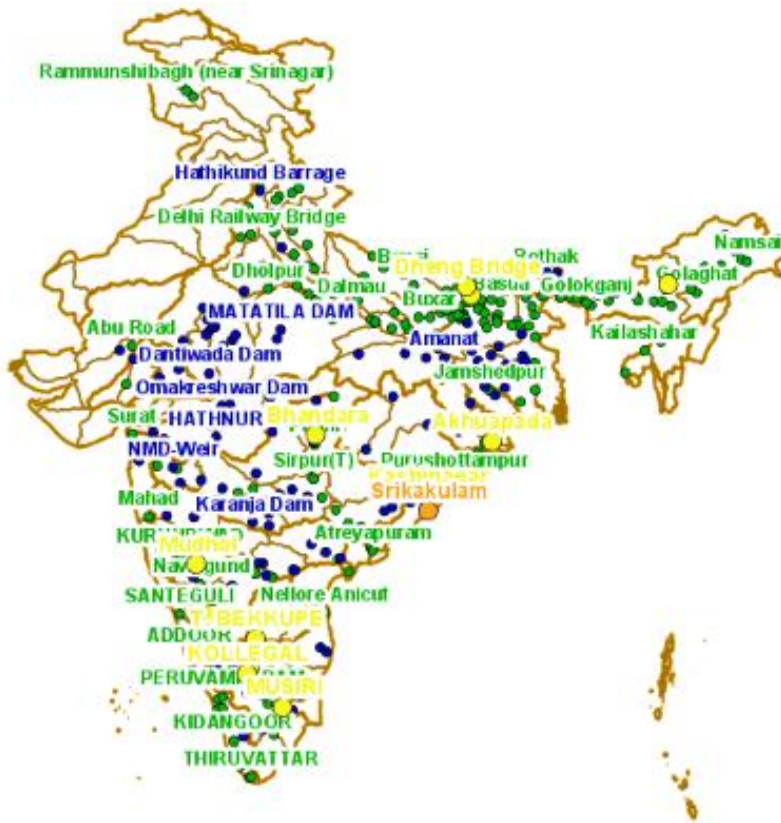 Rammunshibagh (near Srinagar)
Hathikund Barrage
Delhi Railway Bridge
Namsai
Dheng Bridge
Dholpur
Golaghat
Dalmau
Golokganj
Buxar
MATATILA DAM
Abu Road
Kailashahar
Amanat
Dantiwada Dam
Jamshedpur
Omakreshwar Dam
Surat
HATHNUR
Bhandara
Akhuapada
NMD-Weir
Sirpur(T)
Purushottampur
Srikakulam
Mahad
Karanja Dam
Atreyapuram
Mudhol
Nellore Anicut
SANTEGULI
BEKKUPE
ADDOOR
KOLLEGAL
MUSIRI
KIDANGOOR
THIRUVATTAR